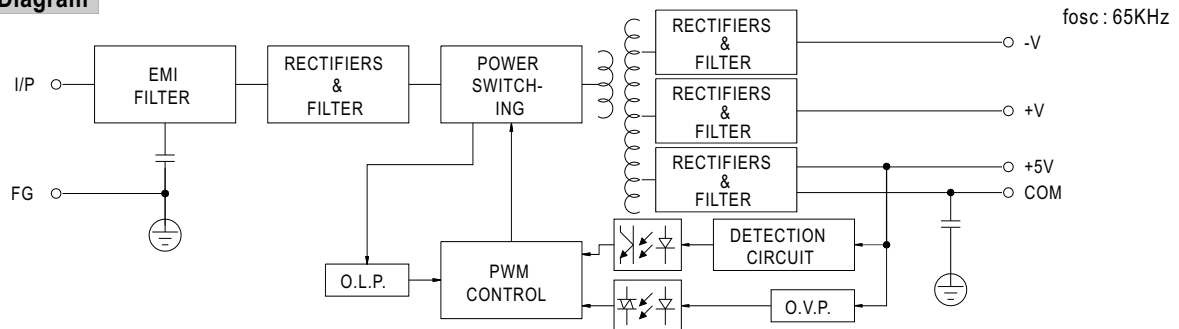 Diagram
fosc : 65KHz
I/P
EMI
FILTER
RECTIFIERS
&
FILTER
POWER
SWITCH-
ING
RECTIFIERS
&
FILTER
-V
RECTIFIERS
&
FILTER
+V
RECTIFIERS
&
FILTER
+5V
COM
FG
DETECTION
CIRCUIT
O.L.P.
PWM
CONTROL
O.V.P.